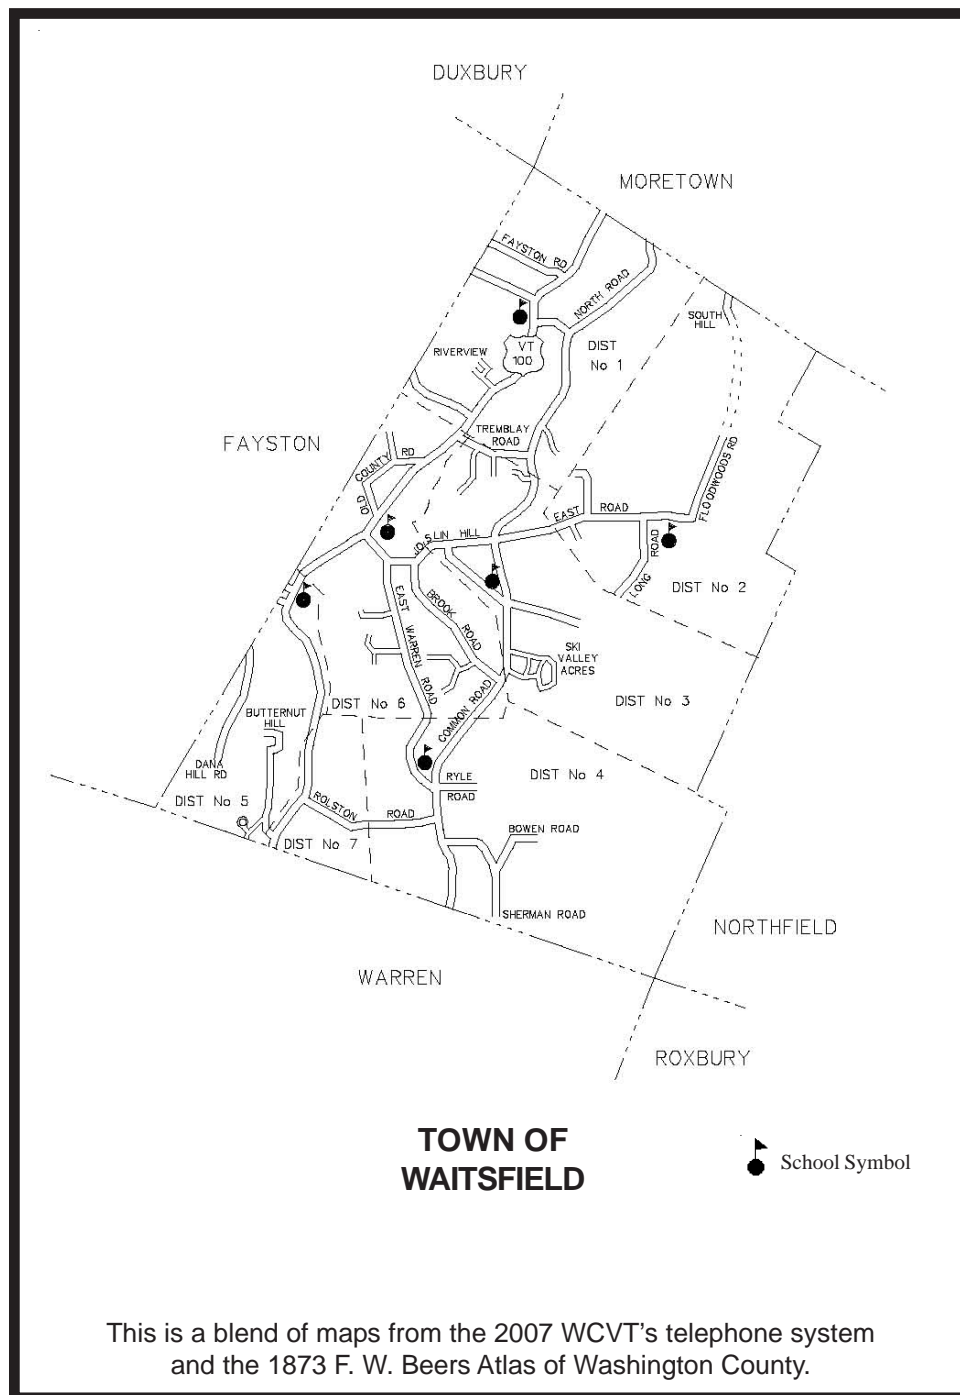 DUXBURY
MORETOWN
FAYSTON RD
NORTH ROAD
SOUTH
HILL
DIST
No 1
VT
100
RIVERVIEW
FAYSTON
TREMBLAY
ROAD
OLD COUNTY RD
FLOODWOODS RD
EAST ROAD
JOSLIN HILL
LONG ROAD
DIST No 2
EAST WARREN ROAD
BROOK ROAD
SKI
VALLEY
ACRES
DIST No 3
DIST No 6
BUTTERNUT
HILL
COMMON ROAD
DANA
HILL RD
DIST No 4
RYLE
ROAD
DIST No 5
ROLSTON ROAD
BOWEN ROAD
DIST No 7
SHERMAN ROAD
NORTHFIELD
WARREN
ROXBURY
TOWN OF
WAITSFIELD
School Symbol
This is a blend of maps from the 2007 WCVT's telephone system
and the 1873 F. W. Beers Atlas of Washington County.